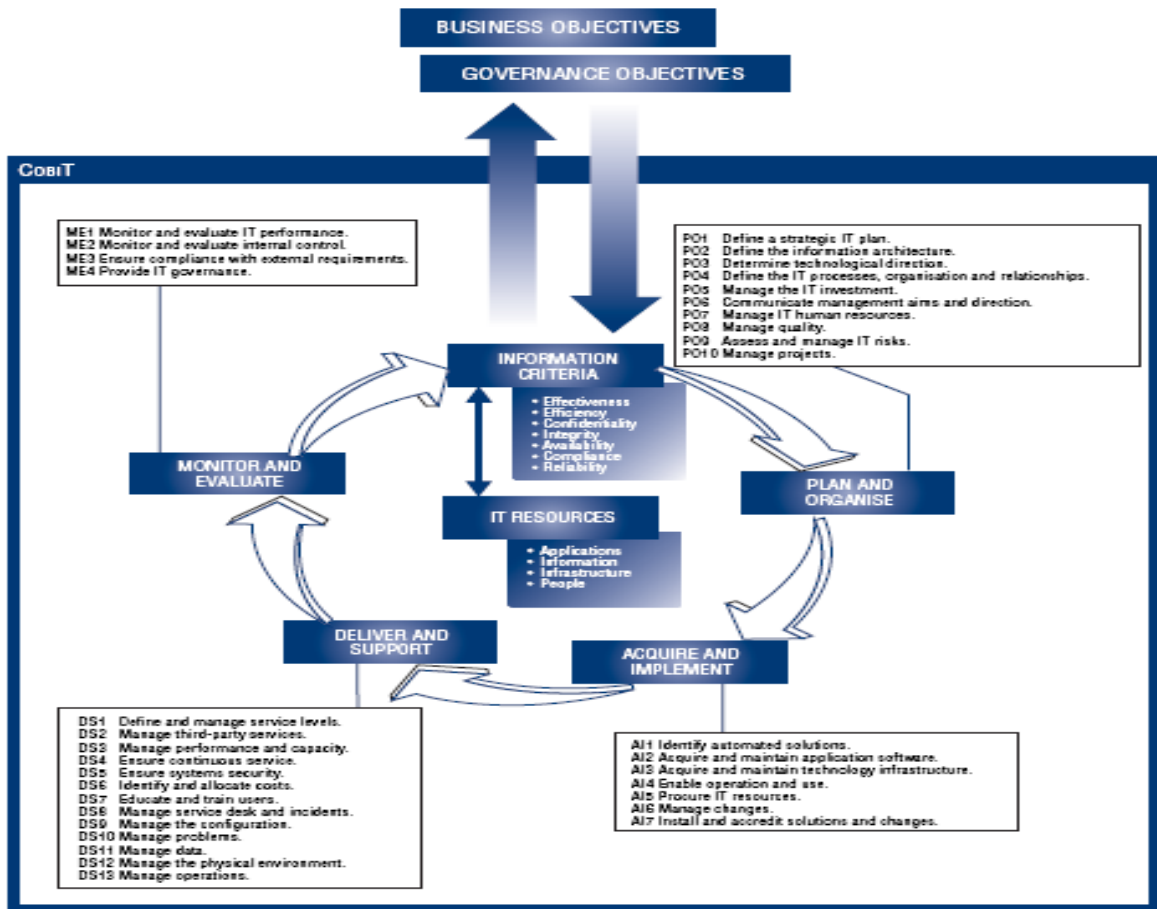 BUSINESS OBJECTIVES
GOVERNANCE OBJECTIVES
COBIT
ME1 Monitor and evaluate IT performance.
ME2 Monitor and evaluate internal control.
ME3 Ensure compliance with external requirements.
ME4 Provide IT governance.
PO1 Define a strategic IT plan.
PO2 Define the information architecture.
PO3 Determine technological direction.
PO4 Define the IT processes, organisation and relationships.
PO5 Manage the IT investment.
PO6 Communicate management aims and direction.
PO7 Manage IT human resources.
PO8 Manage quality.
PO9 Assess and manage IT risks.
PO10 Manage projects.
INFORMATION
CRITERIA
• Effectiveness
• Efficiency
• Confidentiality
• Integrity
• Availability
• Compliance
• Reliability
MONITOR AND
EVALUATE
PLAN AND
ORGANISE
IT RESOURCES
• Applications
• Information
• Infrastructure
• People
DELIVER AND
SUPPORT
ACQUIRE AND
IMPLEMENT
DS1 Define and manage service levels.
DS2 Manage third-party services.
DS3 Manage performance and capacity.
DS4 Ensure continuous service.
DS5 Ensure systems security.
DS6 Identify and allocate costs.
DS7 Educate and train users.
DS8 Manage service desk and incidents.
DS9 Manage the configuration.
DS10 Manage problems.
DS11 Manage data.
DS12 Manage the physical environment.
DS13 Manage operations.
AI1 Identify automated solutions.
AI2 Acquire and maintain application software.
AI3 Acquire and maintain technology infrastructure.
AI4 Enable operation and use.
AI5 Procure IT resources.
AI6 Manage changes.
AI7 Install and accredit solutions and changes.